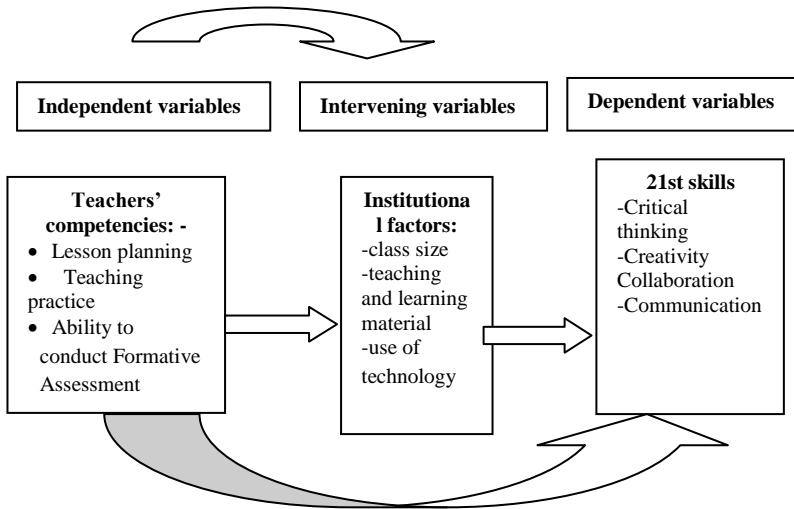 Independent variables
Intervening variables
Dependent variables
Teachers’
competencies: -
• Lesson planning
• Teaching
practice
• Ability to
conduct Formative
Assessment
Institutiona
l factors:
-class size
-teaching
and learning
material
-use of
technology
21st skills
-Critical
thinking
-Creativity
Collaboration
-Communication